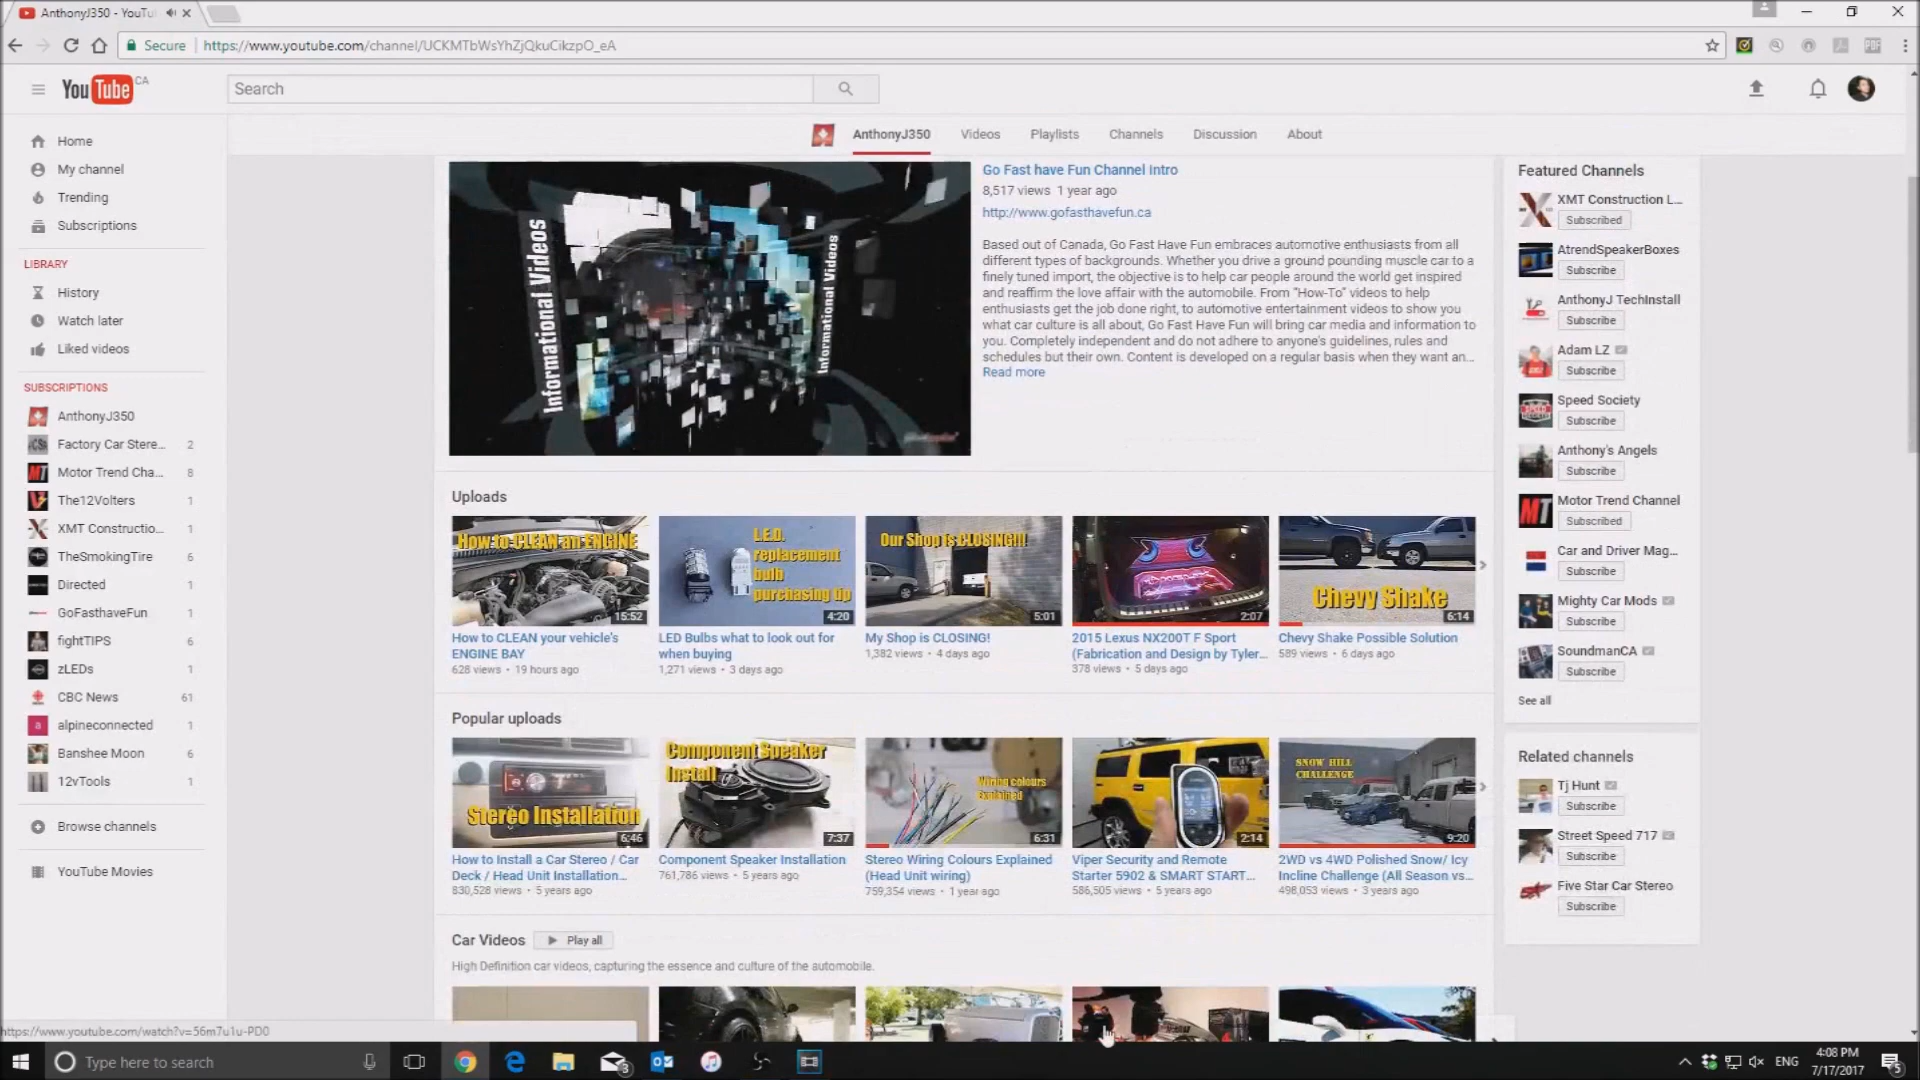 AnthonyJ350 - YouTu
Secure
https://www.youtube.com/channel/UCKMTbWsYhZjQkuCikzpO_eA
YouTube CA
Search
Home
My channel
Trending
Subscriptions
LIBRARY
History
Watch later
Liked videos
SUBSCRIPTIONS
AnthonyJ350
Factory Car Stere... 2
Motor Trend Cha... 8
The12Volters 1
XMT Constructio... 1
TheSmokingTire 6
Directed 1
GoFasthaveFun 1
fightTIPS 6
zLEDs 1
CBC News 61
alpineconnected 1
Banshee Moon 6
12vTools 1
Browse channels
YouTube Movies
AnthonyJ350 Videos Playlists Channels Discussion About
Informational Videos
Informational Videos
Go Fast have Fun Channel Intro
8,517 views 1 year ago
http://www.gofasthavefun.ca
Based out of Canada, Go Fast Have Fun embraces automotive enthusiasts from all
different types of backgrounds. Whether you drive a ground pounding muscle car to a
finely tuned import, the objective is to help car people around the world get inspired
and reaffirm the love affair with the automobile. From "How-To" videos to help
enthusiasts get the job done right, to automotive entertainment videos to show you
what car culture is all about, Go Fast Have Fun will bring car media and information to
you. Completely independent and do not adhere to anyone's guidelines, rules and
schedules but their own. Content is developed on a regular basis when they want an...
Read more
Uploads
How to CLEAN an ENGINE
15:52
How to CLEAN your vehicle's
ENGINE BAY
628 views • 19 hours ago
L.E.D.
replacement
bulb
purchasing tip
4:20
LED Bulbs what to look out for
when buying
1,271 views • 3 days ago
Our Shop is CLOSING!!!
5:01
My Shop is CLOSING!
1,382 views • 4 days ago
2:07
2015 Lexus NX200T F Sport
(Fabrication and Design by Tyler...
378 views • 5 days ago
Chevy Shake
6:14
Chevy Shake Possible Solution
589 views • 6 days ago
Popular uploads
Stereo Installation
6:46
How to Install a Car Stereo / Car
Deck / Head Unit Installation...
830,528 views • 5 years ago
Component Speaker
Install
7:37
Component Speaker Installation
761,786 views • 5 years ago
Wiring colours
Explained
6:31
Stereo Wiring Colours Explained
(Head Unit wiring)
759,354 views • 1 year ago
2:14
Viper Security and Remote
Starter 5902 & SMART START...
586,505 views • 5 years ago
SNOW HILL
CHALLENGE
9:20
2WD vs 4WD Polished Snow/ Icy
Incline Challenge (All Season vs...
498,053 views • 3 years ago
Car Videos Play all
High Definition car videos, capturing the essence and culture of the automobile.
Featured Channels
XMT Construction L...
Subscribed
AtrendSpeakerBoxes
Subscribe
AnthonyJ TechInstall
Subscribe
Adam LZ
Subscribe
Speed Society
Subscribe
Anthony's Angels
Subscribe
Motor Trend Channel
Subscribed
Car and Driver Mag...
Subscribe
Mighty Car Mods
Subscribe
SoundmanCA
Subscribe
See all
Related channels
Tj Hunt
Subscribe
Street Speed 717
Subscribe
Five Star Car Stereo
Subscribe
https://www.youtube.com/watch?v=56m7u1u-PD0
Type here to search
3
ENG
4:08 PM
7/17/2017
5